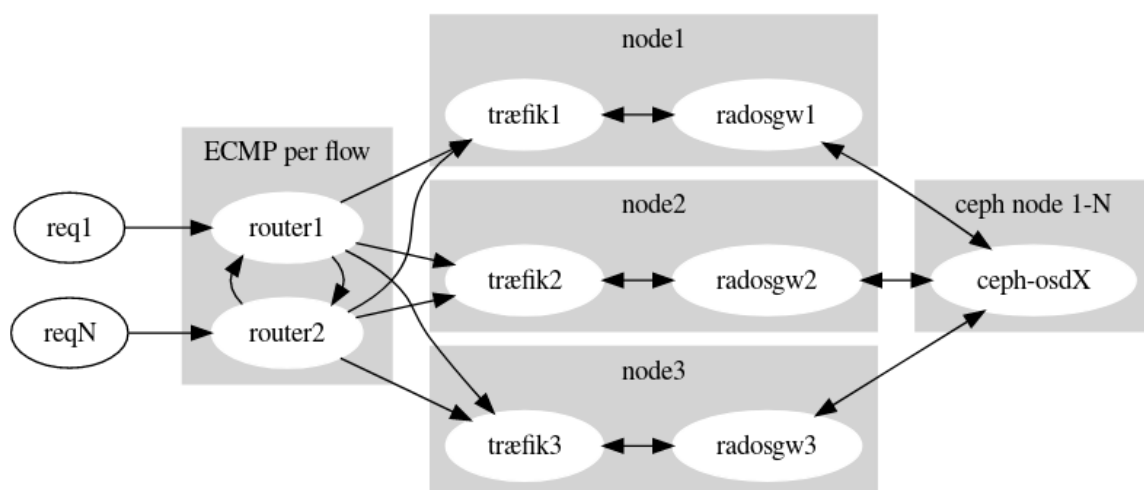 node1
træfik1
radosgw1
ECMP per flow
req1
router1
node2
træfik2
radosgw2
ceph node 1-N
ceph-osdX
reqN
router2
node3
træfik3
radosgw3